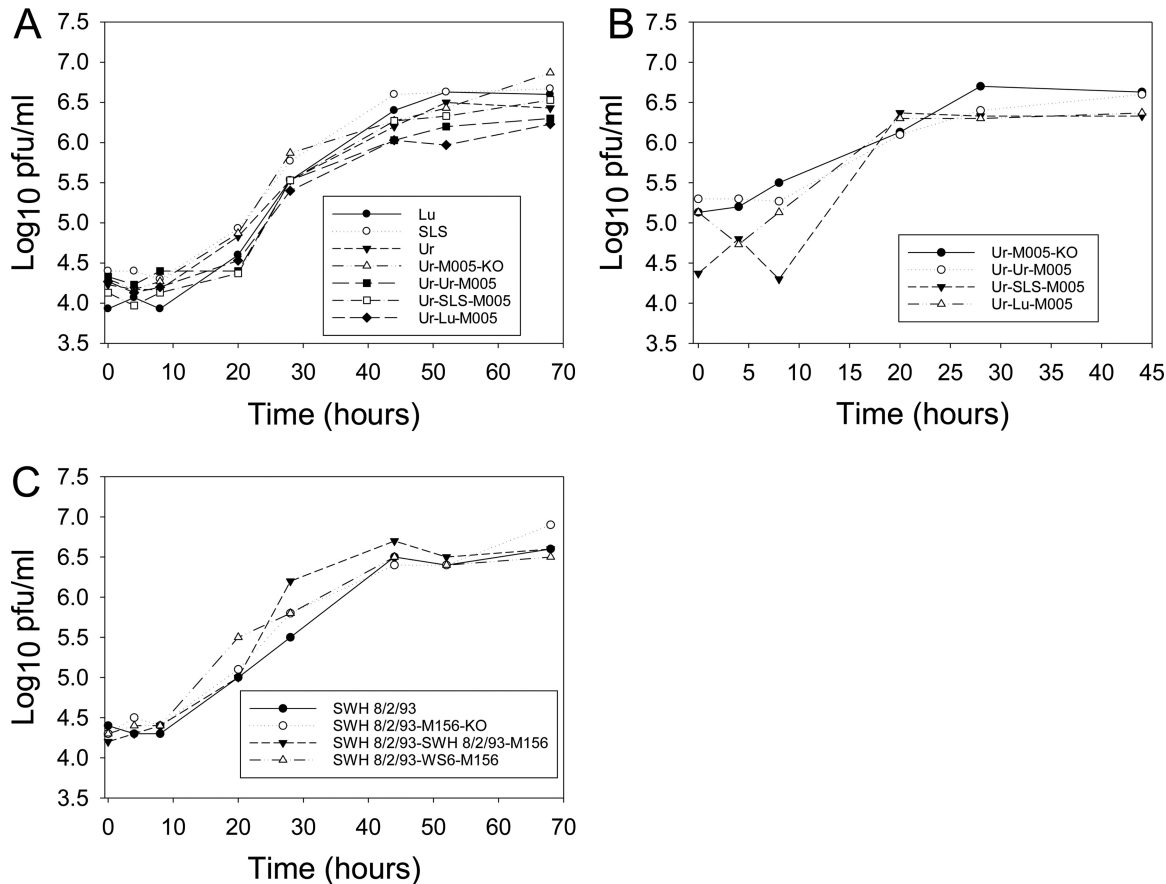 A
7.5
7.0
6.5
6.0
5.5
5.0
4.5
4.0
3.5
Log10 pfu/ml
0 10 20 30 40 50 60 70
Time (hours)
Lu
SLS
Ur
Ur-M005-KO
Ur-Ur-M005
Ur-SLS-M005
Ur-Lu-M005
B
7.5
7.0
6.5
6.0
5.5
5.0
4.5
4.0
3.5
Log10 pfu/ml
0 5 10 15 20 25 30 35 40 45
Time (hours)
Ur-M005-KO
Ur-Ur-M005
Ur-SLS-M005
Ur-Lu-M005
C
7.5
7.0
6.5
6.0
5.5
5.0
4.5
4.0
3.5
Log10 pfu/ml
0 10 20 30 40 50 60 70
Time (hours)
SWH 8/2/93
SWH 8/2/93-M156-KO
SWH 8/2/93-SWH 8/2/93-M156
SWH 8/2/93-WS6-M156